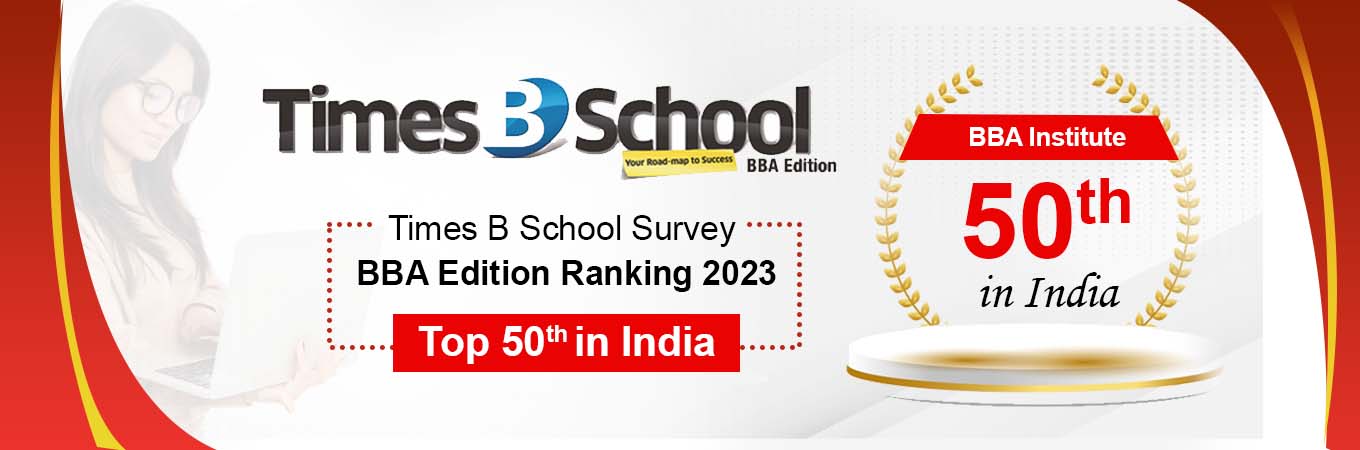 Times B School
Your Road-map to Success
BBA Edition
Times B School Survey
BBA Edition Ranking 2023
Top 50th in India
BBA Institute
50th
in India